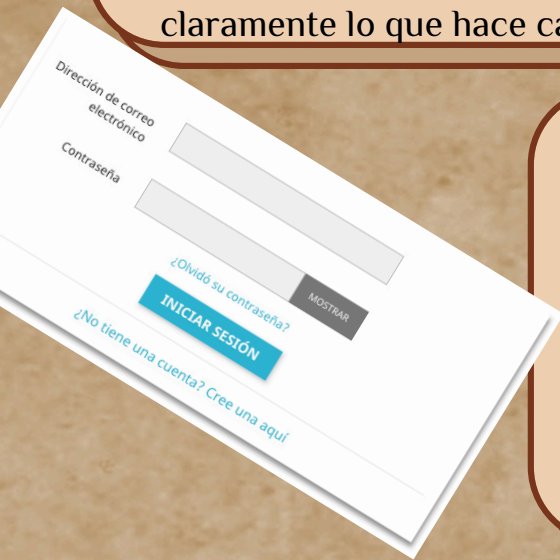 claramente lo que hace
Dirección de correo
electrónico
Contraseña
MOSTRAR
¿Olvidó su contraseña?
INICIAR SESIÓN
¿No tiene una cuenta? Cree una aquí